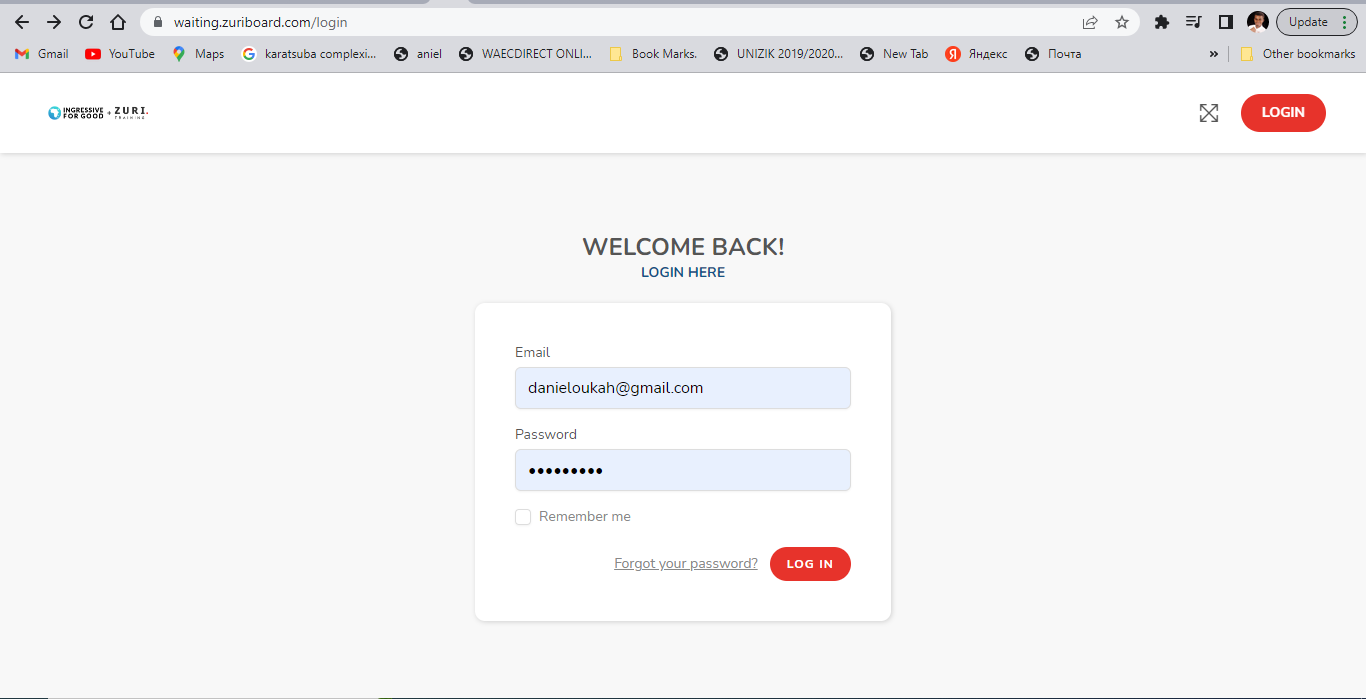 waiting.zuriboard.com/login
Update
Gmail YouTube Maps karatsuba complexi... aniel WAECDIRECT ONLI... Book Marks. UNIZIK 2019/2020... New Tab Яндекс Почта » Other bookmarks
INGRESSIVE FOR GOOD + ZURI. TRAINING
LOGIN
WELCOME BACK!
LOGIN HERE
Email
danieloukah@gmail.com
Password
•••••••••
Remember me
Forgot your password? LOG IN